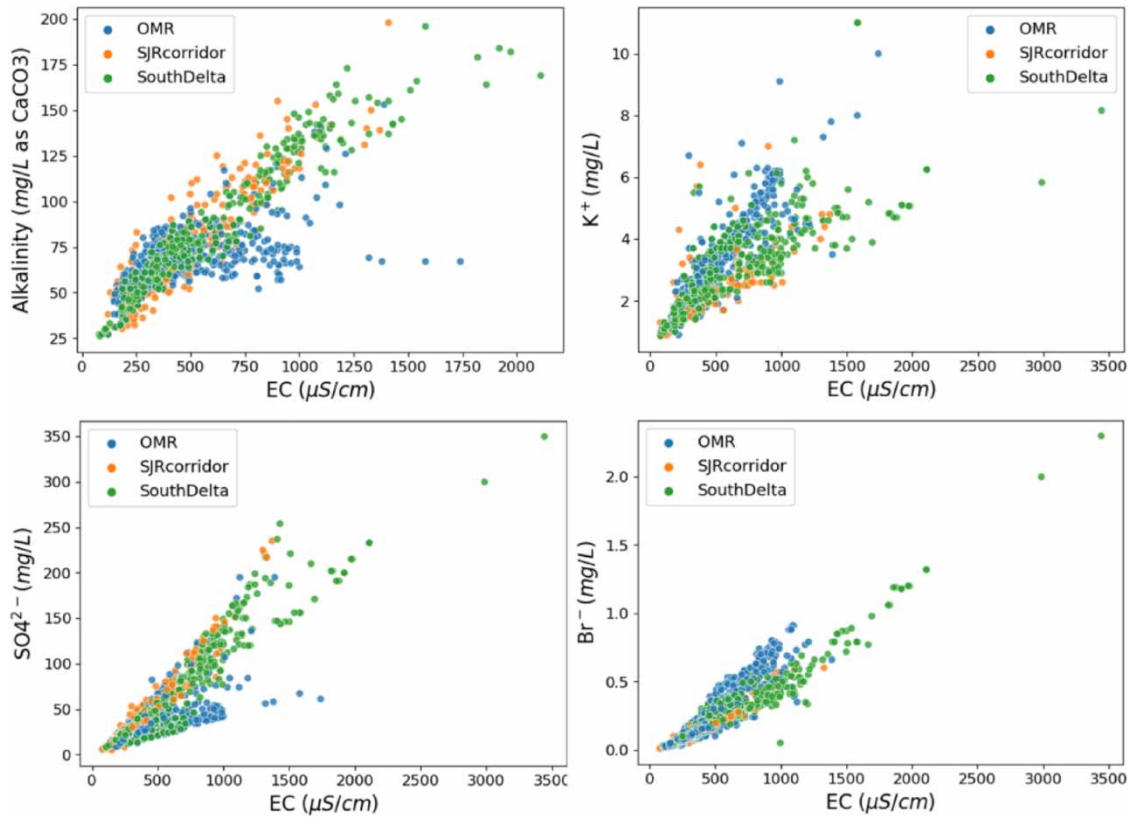 Alkalinity (mg/L as CaCO3)
200
175
150
125
100
75
50
25
OMR
SJRcorridor
SouthDelta
0 250 500 750 1000 1250 1500 1750 2000
EC (μS/cm)
K⁺ (mg/L)
10
8
6
4
2
OMR
SJRcorridor
SouthDelta
0 500 1000 1500 2000 2500 3000 3500
EC (μS/cm)
SO4²⁻ (mg/L)
350
300
250
200
150
100
50
0
OMR
SJRcorridor
SouthDelta
0 500 1000 1500 2000 2500 3000 3500
EC (μS/cm)
Br⁻ (mg/L)
2.0
1.5
1.0
0.5
0.0
OMR
SJRcorridor
SouthDelta
0 500 1000 1500 2000 2500 3000 3500
EC (μS/cm)